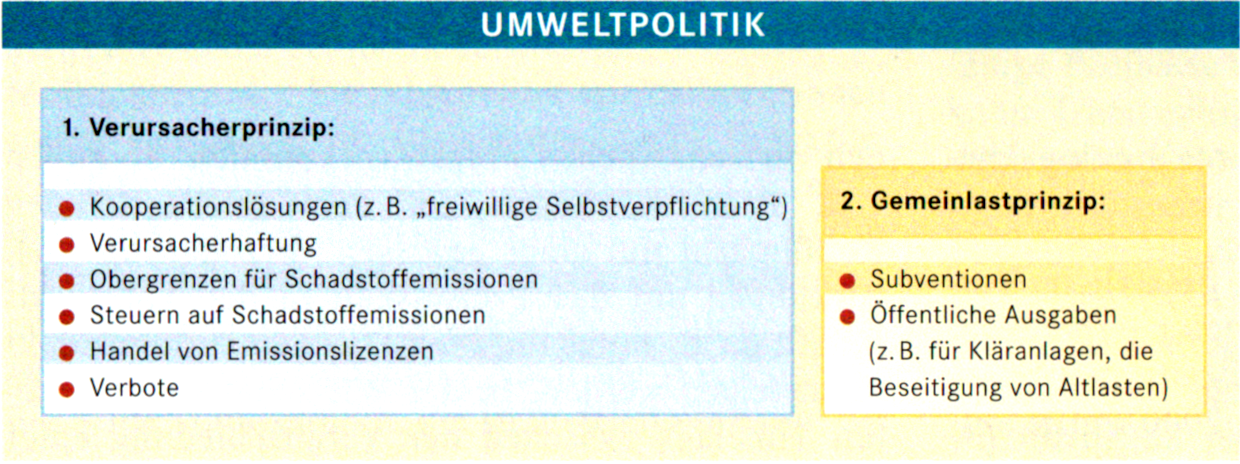 UMWELTPOLITIK
1. Verursacherprinzip:
● Kooperationslösungen (z. B. „freiwillige Selbstverpflichtung“)
● Verursacherhaftung
● Obergrenzen für Schadstoffemissionen
● Steuern auf Schadstoffemissionen
● Handel von Emissionslizenzen
● Verbote
2. Gemeinlastprinzip:
● Subventionen
● Öffentliche Ausgaben
(z. B. für Kläranlagen, die
Beseitigung von Altlasten)